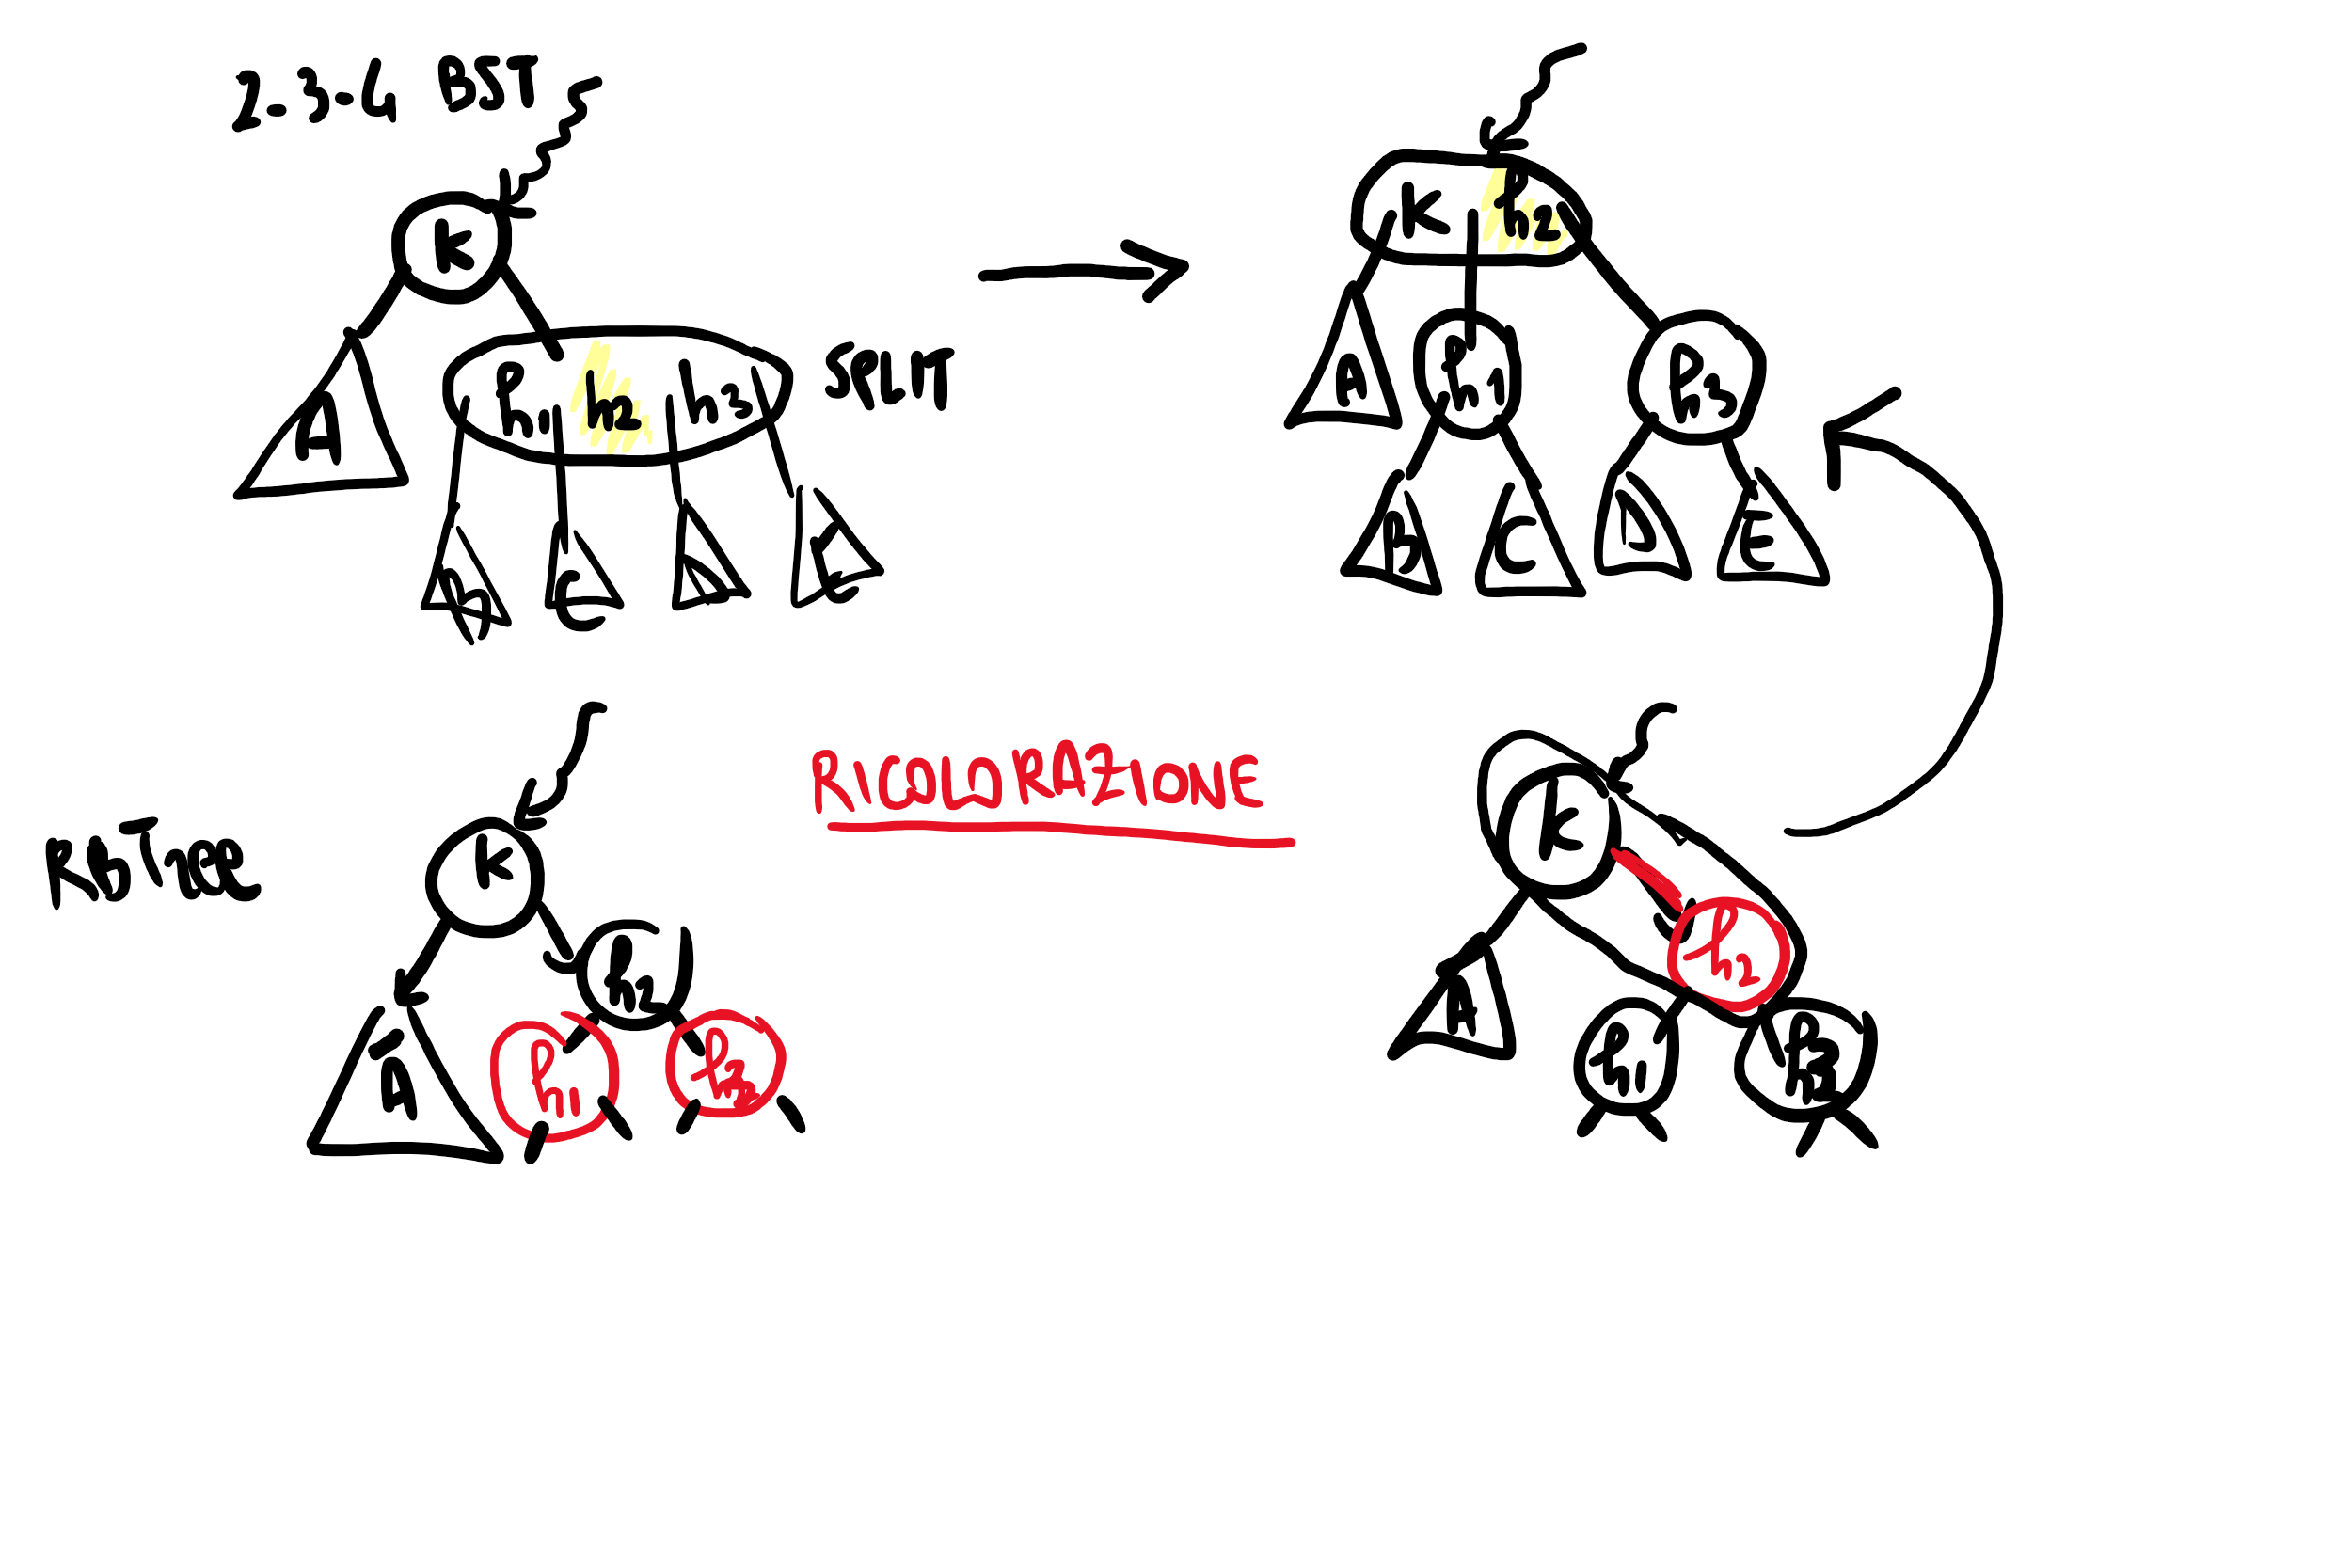 2-3-4 BST
K
A
h1 h2 h3
SPLIT
C
K h2
A
h1
h3
C
D
E
RbTree
K
A
h2
h1
h3
RICOLORAZIONE
K
h2
A
h1
h3